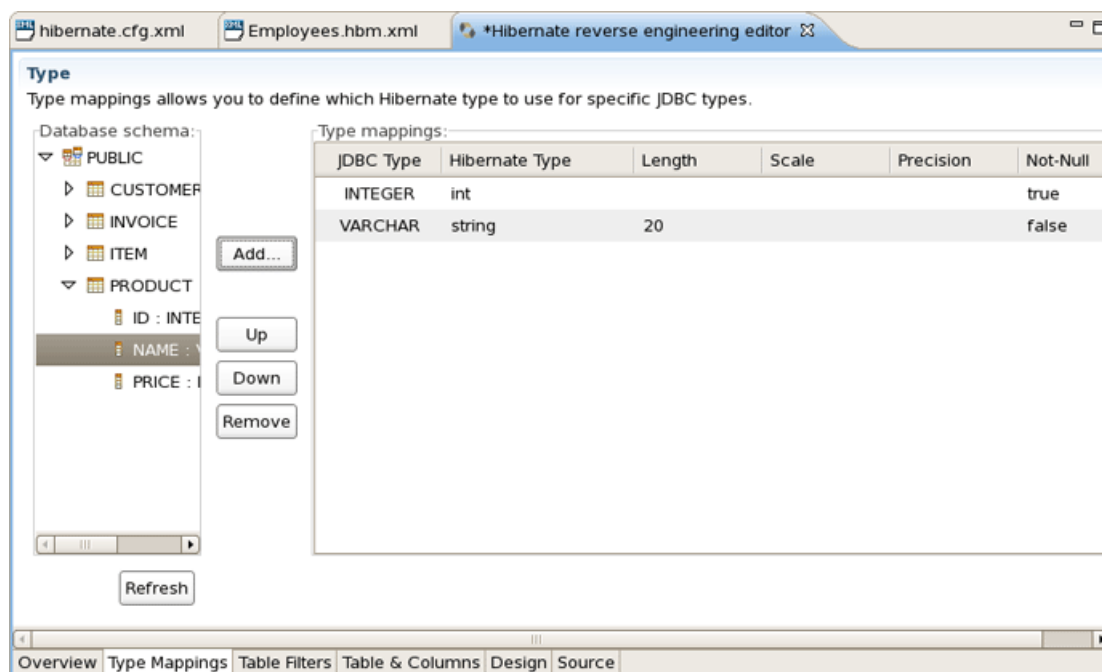 hibernate.cfg.xml Employees.hbm.xml *Hibernate reverse engineering editor
Type
Type mappings allows you to define which Hibernate type to use for specific JDBC types.
Database schema:
PUBLIC
CUSTOMER
INVOICE
ITEM
PRODUCT
ID : INTE
NAME :
PRICE :
Refresh
Add...
Up
Down
Remove
Type mappings:
JDBC Type Hibernate Type Length Scale Precision Not-Null
INTEGER int true
VARCHAR string 20 false
Overview Type Mappings Table Filters Table & Columns Design Source